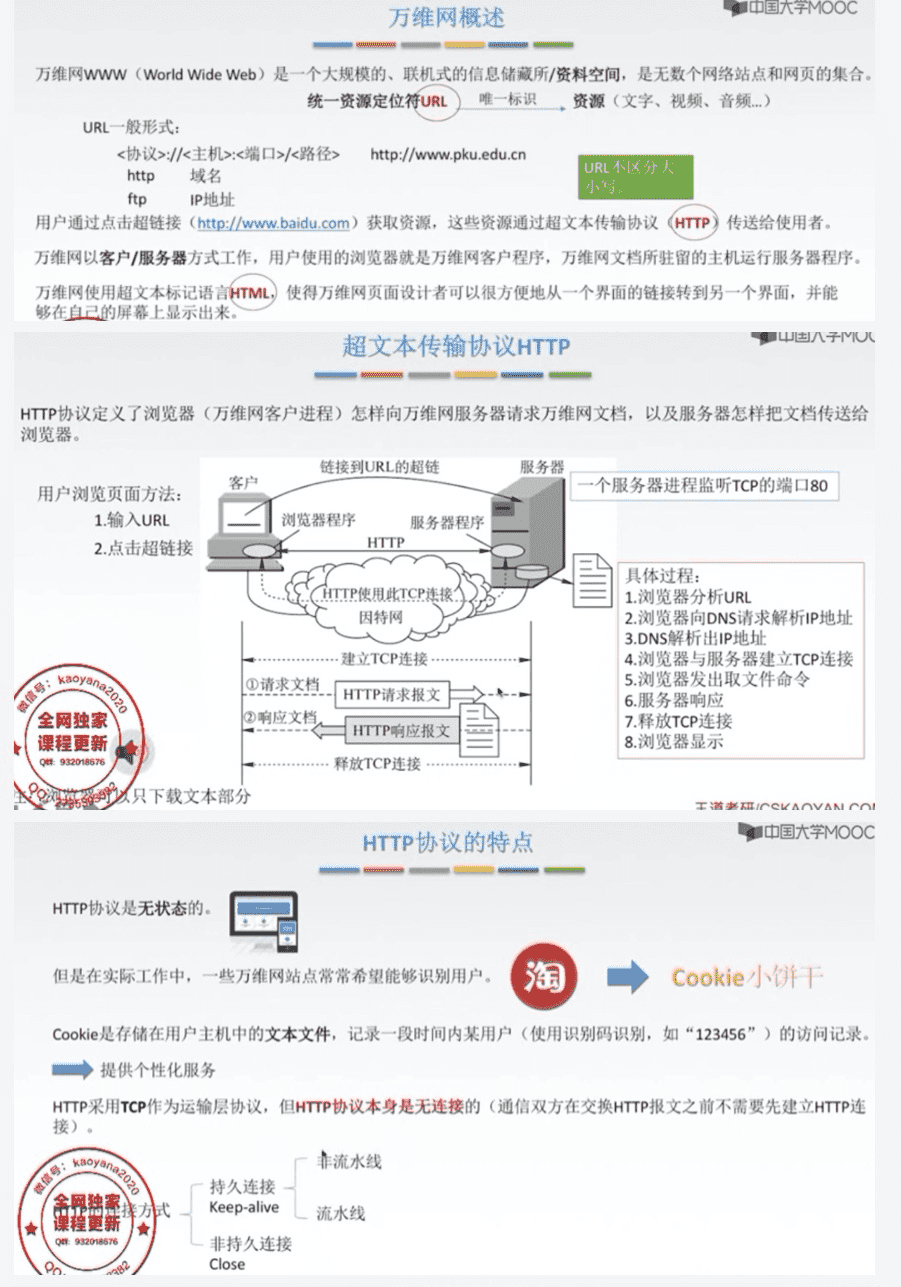 中国大学MOOC
万维网概述
万维网WWW（World Wide Web）是一个大规模的、联机式的信息储藏所/资料空间，是无数个网络站点和网页的集合。
统一资源定位符URL 唯一标识 资源（文字、视频、音频…）
URL一般形式：
<协议>://<主机>:<端口>/<路径> http://www.pku.edu.cn
http 域名
ftp IP地址
URL不区分大
小写。
用户通过点击超链接（http://www.baidu.com）获取资源，这些资源通过超文本传输协议（HTTP）传送给使用者。
万维网以客户/服务器方式工作，用户使用的浏览器就是万维网客户程序，万维网文档所驻留的主机运行服务器程序。
万维网使用超文本标记语言HTML，使得万维网页面设计者可以很方便地从一个界面的链接转到另一个界面，并能
够在自己的屏幕上显示出来。
中国大学MOOC
超文本传输协议HTTP
HTTP协议定义了浏览器（万维网客户进程）怎样向万维网服务器请求万维网文档，以及服务器怎样把文档传送给
浏览器。
用户浏览页面方法：
1.输入URL
2.点击超链接
链接到URL的超链
客户
服务器
浏览器程序
服务器程序
HTTP
HTTP使用此TCP连接
因特网
建立TCP连接
①请求文档
HTTP请求报文
②响应文档
HTTP响应报文
释放TCP连接
一个服务器进程监听TCP的端口80
具体过程：
1.浏览器分析URL
2.浏览器向DNS请求解析IP地址
3.DNS解析出IP地址
4.浏览器与服务器建立TCP连接
5.浏览器发出取文件命令
6.服务器响应
7.释放TCP连接
8.浏览器显示
微信号：kaoyana2020
全网独家
课程更新
Q群：932018676
浏览器可以只下载文本部分
王道考研/CSKAOYAN.COM
中国大学MOOC
HTTP协议的特点
HTTP协议是无状态的。
但是在实际工作中，一些万维网站点常常希望能够识别用户。
淘
Cookie小饼干
Cookie是存储在用户主机中的文本文件，记录一段时间内某用户（使用识别码识别，如“123456”）的访问记录。
提供个性化服务
HTTP采用TCP作为运输层协议，但HTTP协议本身是无连接的（通信双方在交换HTTP报文之前不需要先建立HTTP连
接）。
HTTP的连接方式
持久连接
Keep-alive
非流水线
流水线
非持久连接
Close
微信号：kaoyana2020
全网独家
课程更新
Q群：932018676